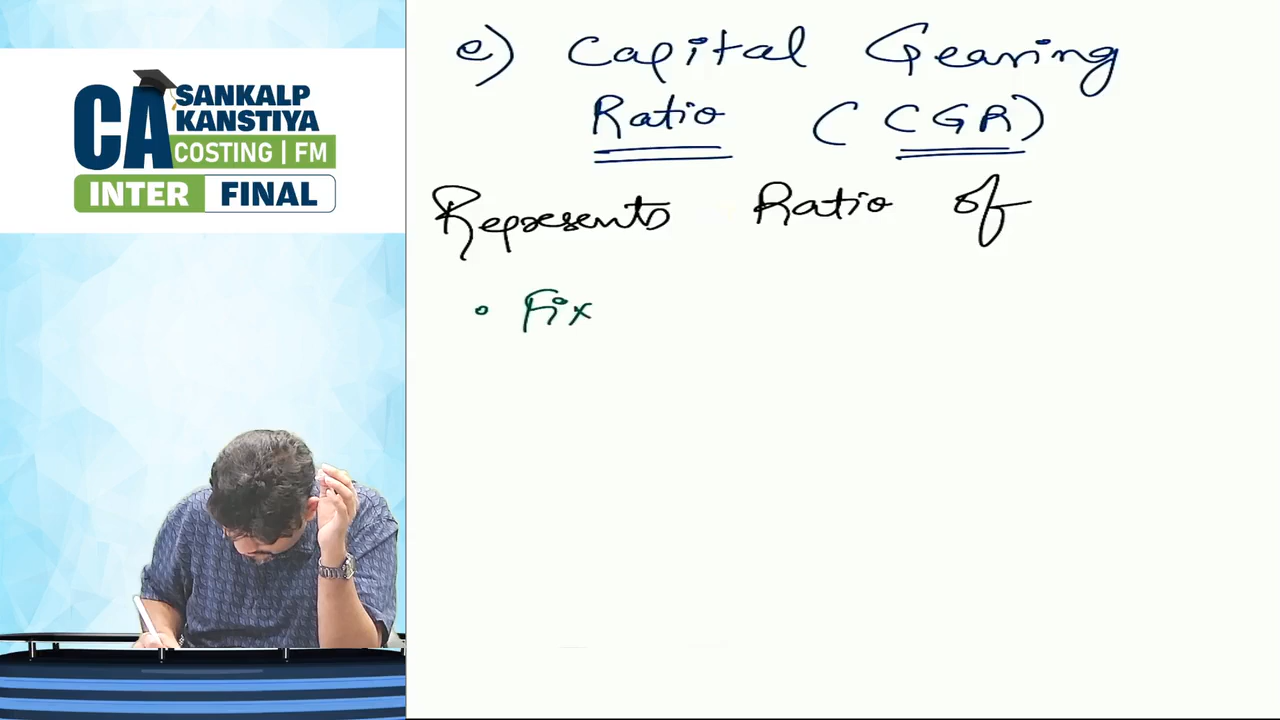 CA SANKALP
KANSTIYA
COSTING | FM
INTER FINAL
e) Capital Gearing
Ratio (CGR)
Represents Ratio of
• Fix